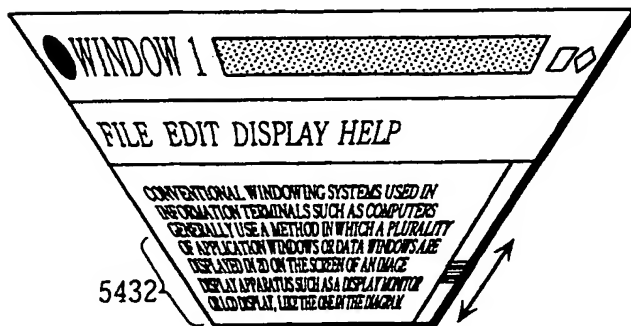 WINDOW 1
FILE EDIT DISPLAY HELP
CONVENTIONAL WINDOWING SYSTEMS USED IN
INFORMATION TERMINALS SUCH AS COMPUTERS
GENERALLY USE A METHOD IN WHICH A PLURALITY
OF APPLICATION WINDOWS OR DATA WINDOWS ARE
DISPLAYED IN 2D ON THE SCREEN OF AN IMAGE
DISPLAY APPARATUS SUCH AS A DISPLAY MONITOR
OR LCD DISPLAY, LIKE THE ONE IN THE DIAGRAM.
5432